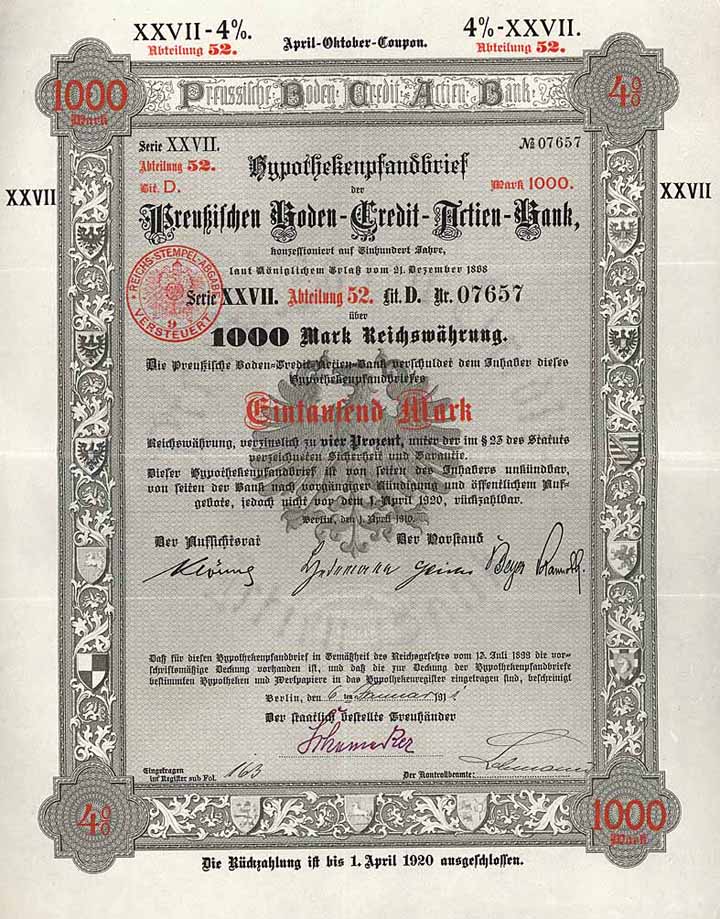 XXVII-4%. April-Oktober-Coupon. 4%-XXVII.
Abteilung 52. Abteilung 52.
Preussische Boden Credit Actien Bank
1000 Mark
4%
XXVII
XXVII
Serie XXVII. № 07657
Abteilung 52.
Lit. D. Mark 1000.
Hypothekenpfandbrief
der
Preußischen Boden-Credit-Actien-Bank,
konzessioniert auf Einhundert Jahre,
laut Königlichem Erlaß vom 21. Dezember 1868
REICHS-STEMPEL-ABGABE
9
VERSTEUERT
Serie XXVII. Abteilung 52. Lit. D. Nr. 07657
über
1000 Mark Reichswährung.
Die Preußische Boden-Credit-Actien-Bank verschuldet dem Inhaber dieses
Hypothekenpfandbriefes
Eintausend Mark
Reichswährung, verzinslich zu vier Prozent, unter der im § 23 des Statuts
verzeichneten Sicherheit und Garantie.
Dieser Hypothekenpfandbrief ist von seiten des Inhabers unkündbar,
von seiten der Bank nach vorgängiger Kündigung und öffentlichem Auf-
gebote, jedoch nicht vor dem 1. April 1920, rückzahlbar.
Berlin, den 1. April 1910.
Der Aufsichtsrat Der Vorstand
Daß für diesen Hypothekenpfandbrief in Gemäßheit des Reichsgesetzes vom 13. Juli 1899 die vor-
schriftsmäßige Deckung vorhanden ist, und daß die zur Deckung der Hypothekenpfandbriefe
bestimmten Hypotheken und Wertpapiere in das Hypothekenregister eingetragen sind, bescheinigt
Berlin, den 6 ten Januar 1911
Der staatlich bestellte Treuhänder
Eingetragen
im Register sub Fol. 163
Der Kontrollbeamte:
4%
1000 Mark
Die Rückzahlung ist bis 1. April 1920 ausgeschlossen.